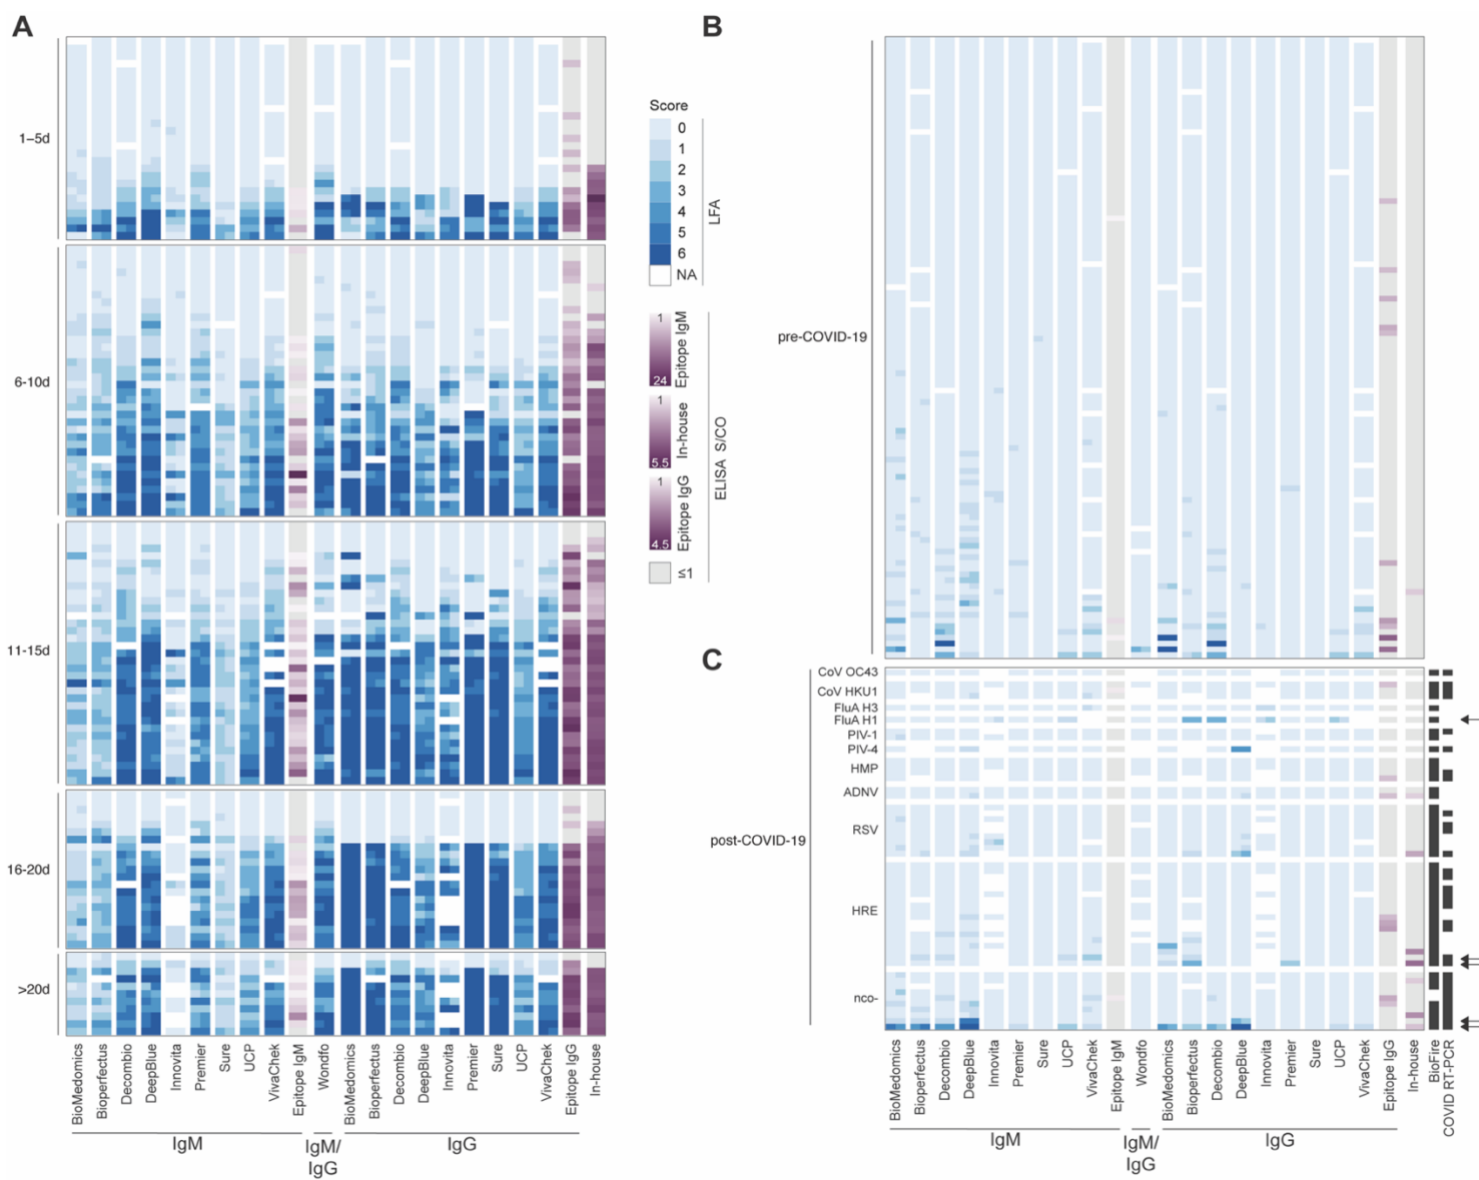 A
1–5d
6-10d
11-15d
16-20d
>20d
BioMedomics
Bioperfectus
Decombio
DeepBlue
Innovita
Premier
Sure
UCP
VivaChek
Epitope IgM
Wondfo
BioMedomics
Bioperfectus
Decombio
DeepBlue
Innovita
Premier
Sure
UCP
VivaChek
Epitope IgG
In-house
IgM
IgM/
IgG
IgG
Score
0
1
2
3
4
5
6
NA
LFA
1
24
Epitope IgM
1
5.5
In-house
1
4.5
Epitope IgG
≤1
ELISA S/CO
B
pre-COVID-19
C
post-COVID-19
CoV OC43
CoV HKU1
FluA H3
FluA H1
PIV-1
PIV-4
HMP
ADNV
RSV
HRE
nco-
BioMedomics
Bioperfectus
Decombio
DeepBlue
Innovita
Premier
Sure
UCP
VivaChek
Epitope IgM
Wondfo
BioMedomics
Bioperfectus
Decombio
DeepBlue
Innovita
Premier
Sure
UCP
VivaChek
Epitope IgG
In-house
BioFire
COVID RT-PCR
IgM
IgM/
IgG
IgG